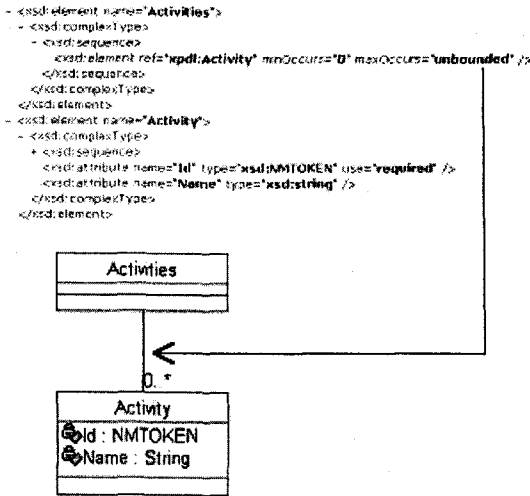 - <xsd:element name="Activities">
- <xsd:complexType>
- <xsd:sequence>
<xsd:element ref="xpdl:Activity" minOccurs="0" maxOccurs="unbounded" />
</xsd:sequence>
</xsd:complexType>
</xsd:element>
- <xsd:element name="Activity">
- <xsd:complexType>
+ <xsd:sequence>
<xsd:attribute name="Id" type="xsd:NMTOKEN" use="required" />
<xsd:attribute name="Name" type="xsd:string" />
</xsd:complexType>
</xsd:element>
Activities
0..*
Activity
Id : NMTOKEN
Name : String